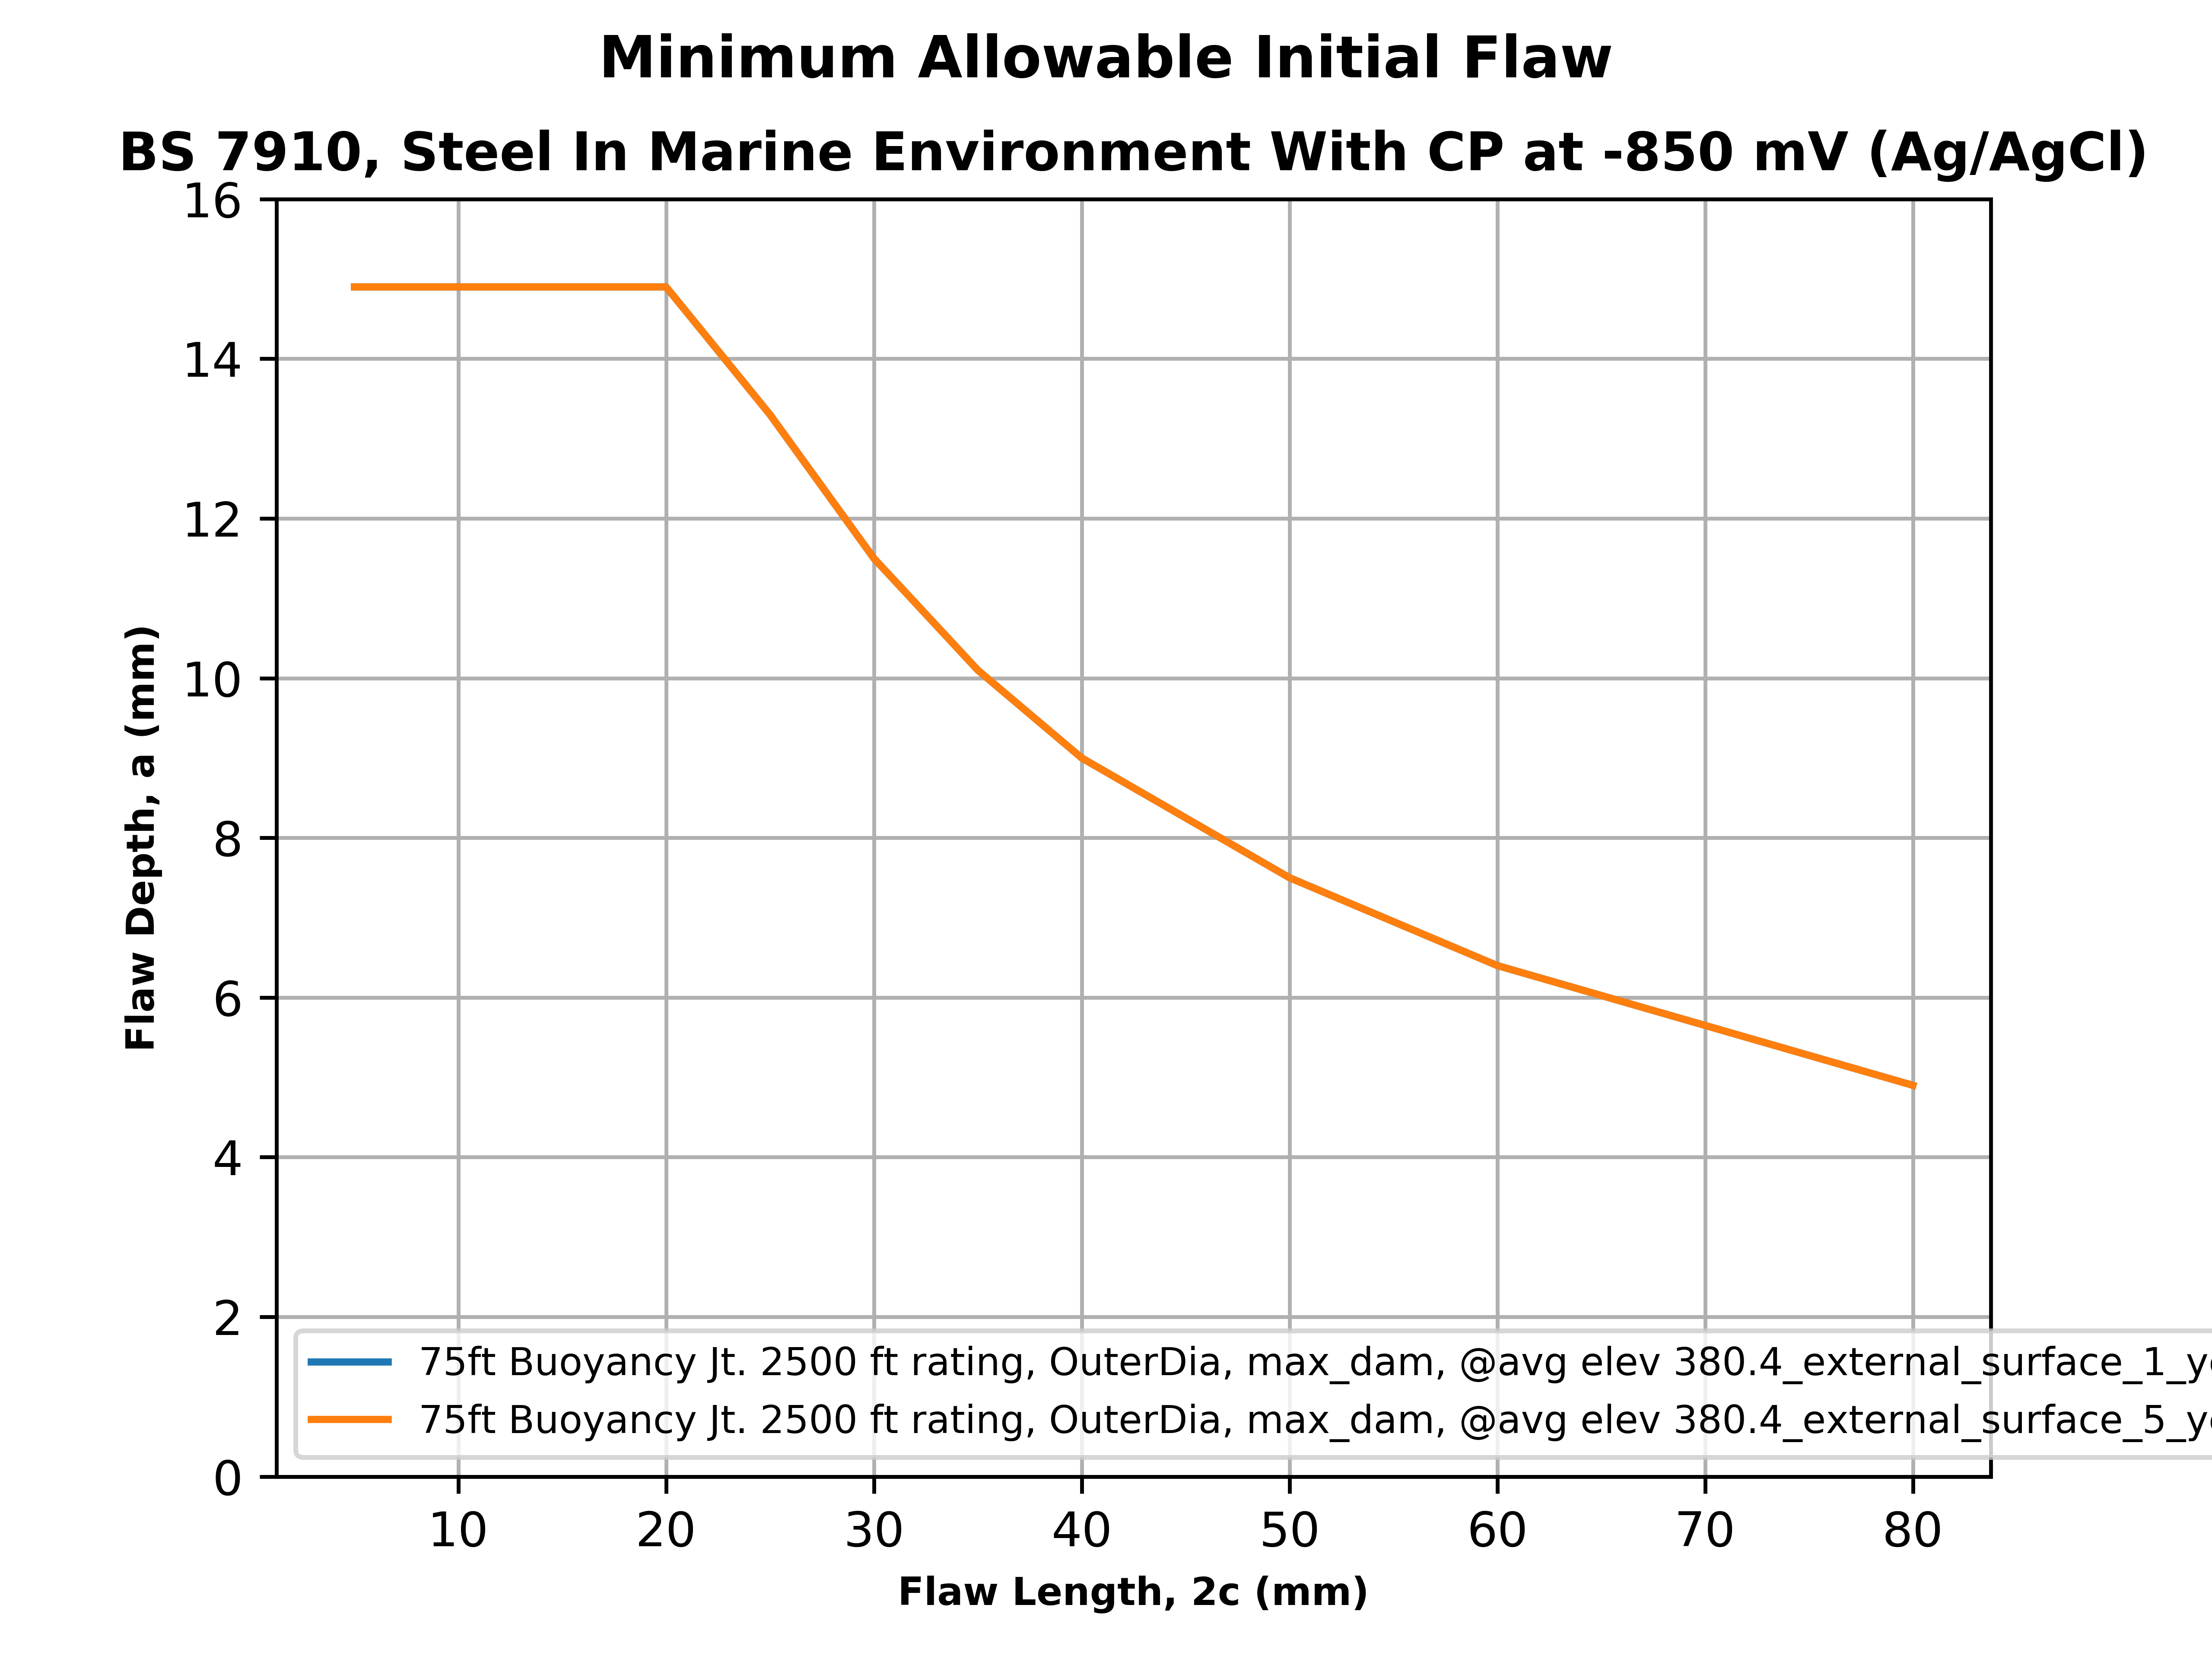 Minimum Allowable Initial Flaw
BS 7910, Steel In Marine Environment With CP at -850 mV (Ag/AgCl)
16
14
12
10
8
6
4
2
0
Flaw Depth, a (mm)
75ft Buoyancy Jt. 2500 ft rating, OuterDia, max_dam, @avg elev 380.4_external_surface_1_y
75ft Buoyancy Jt. 2500 ft rating, OuterDia, max_dam, @avg elev 380.4_external_surface_5_y
10 20 30 40 50 60 70 80
Flaw Length, 2c (mm)